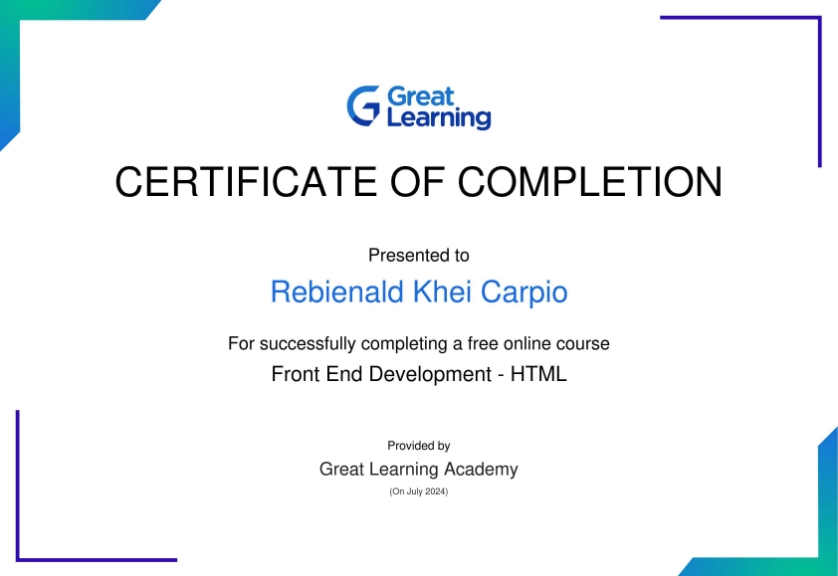 Great
Learning
CERTIFICATE OF COMPLETION
Presented to
Rebienald Khei Carpio
For successfully completing a free online course
Front End Development - HTML
Provided by
Great Learning Academy
(On July 2024)